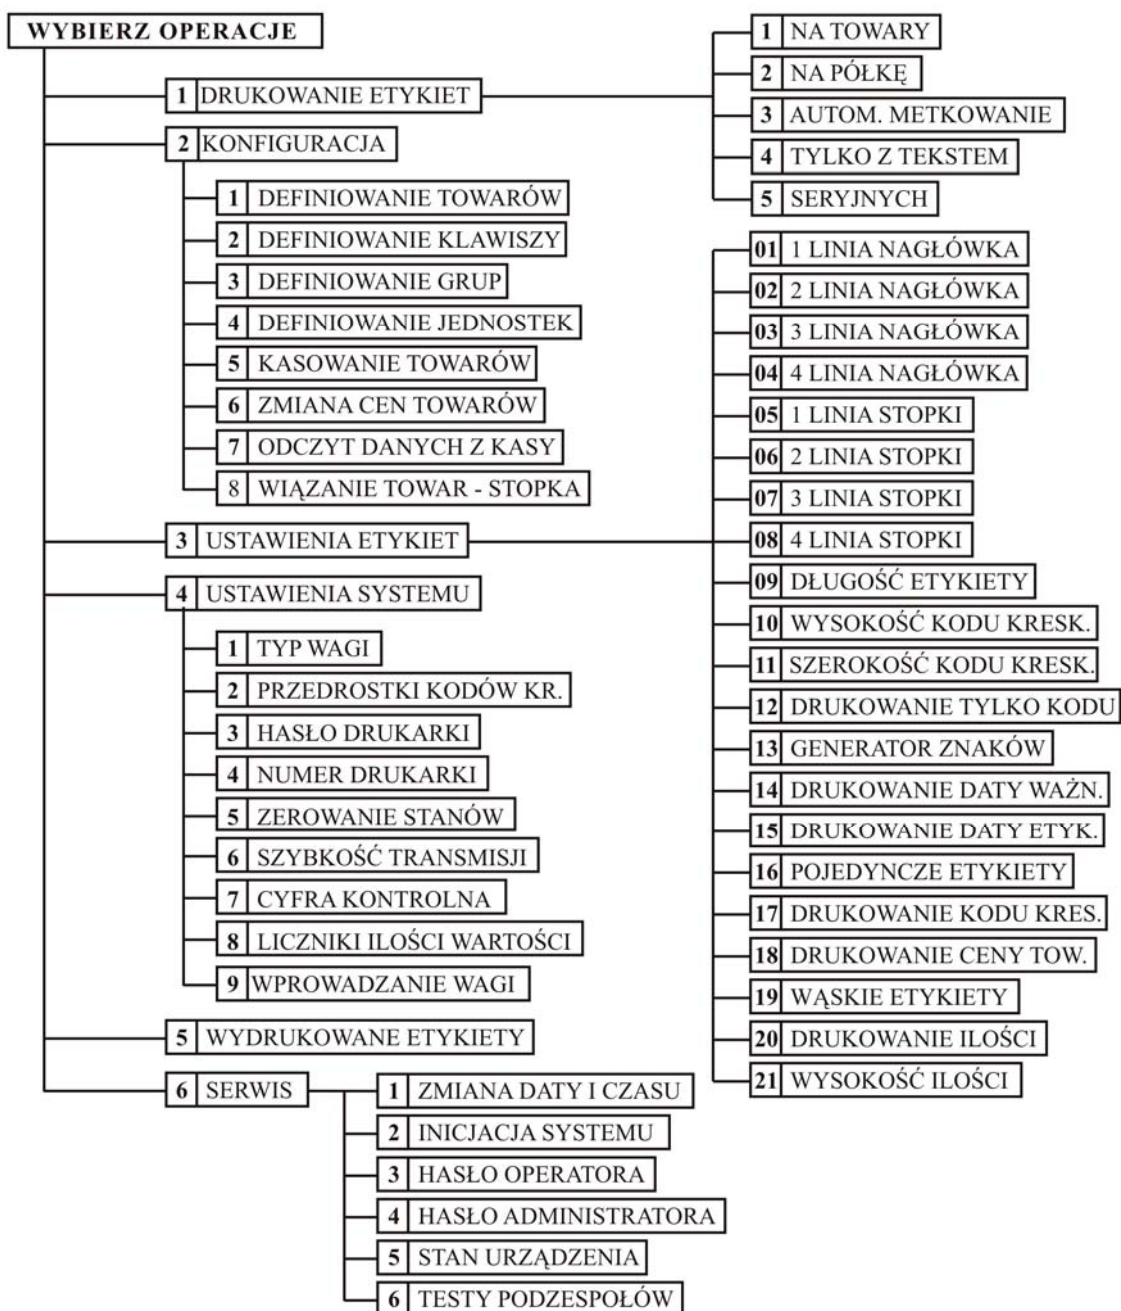 WYBIERZ OPERACJE
1 DRUKOWANIE ETYKIET
1 NA TOWARY
2 NA PÓŁKĘ
3 AUTOM. METKOWANIE
4 TYLKO Z TEKSTEM
5 SERYJNYCH
2 KONFIGURACJA
1 DEFINIOWANIE TOWARÓW
2 DEFINIOWANIE KLAWISZY
3 DEFINIOWANIE GRUP
4 DEFINIOWANIE JEDNOSTEK
5 KASOWANIE TOWARÓW
6 ZMIANA CEN TOWARÓW
7 ODCZYT DANYCH Z KASY
8 WIĄZANIE TOWAR - STOPKA
3 USTAWIENIA ETYKIET
01 1 LINIA NAGŁÓWKA
02 2 LINIA NAGŁÓWKA
03 3 LINIA NAGŁÓWKA
04 4 LINIA NAGŁÓWKA
05 1 LINIA STOPKI
06 2 LINIA STOPKI
07 3 LINIA STOPKI
08 4 LINIA STOPKI
09 DŁUGOŚĆ ETYKIETY
10 WYSOKOŚĆ KODU KRESK.
11 SZEROKOŚĆ KODU KRESK.
12 DRUKOWANIE TYLKO KODU
13 GENERATOR ZNAKÓW
14 DRUKOWANIE DATY WAŻN.
15 DRUKOWANIE DATY ETYK.
16 POJEDYNCZE ETYKIETY
17 DRUKOWANIE KODU KRES.
18 DRUKOWANIE CENY TOW.
19 WĄSKIE ETYKIETY
20 DRUKOWANIE ILOŚCI
21 WYSOKOŚĆ ILOŚCI
4 USTAWIENIA SYSTEMU
1 TYP WAGI
2 PRZEDROSTKI KODÓW KR.
3 HASŁO DRUKARKI
4 NUMER DRUKARKI
5 ZEROWANIE STANÓW
6 SZYBKOŚĆ TRANSMISJI
7 CYFRA KONTROLNA
8 LICZNIKI ILOŚCI WARTOŚCI
9 WPROWADZANIE WAGI
5 WYDRUKOWANE ETYKIETY
6 SERWIS
1 ZMIANA DATY I CZASU
2 INICJACJA SYSTEMU
3 HASŁO OPERATORA
4 HASŁO ADMINISTRATORA
5 STAN URZĄDZENIA
6 TESTY PODZESPOŁÓW